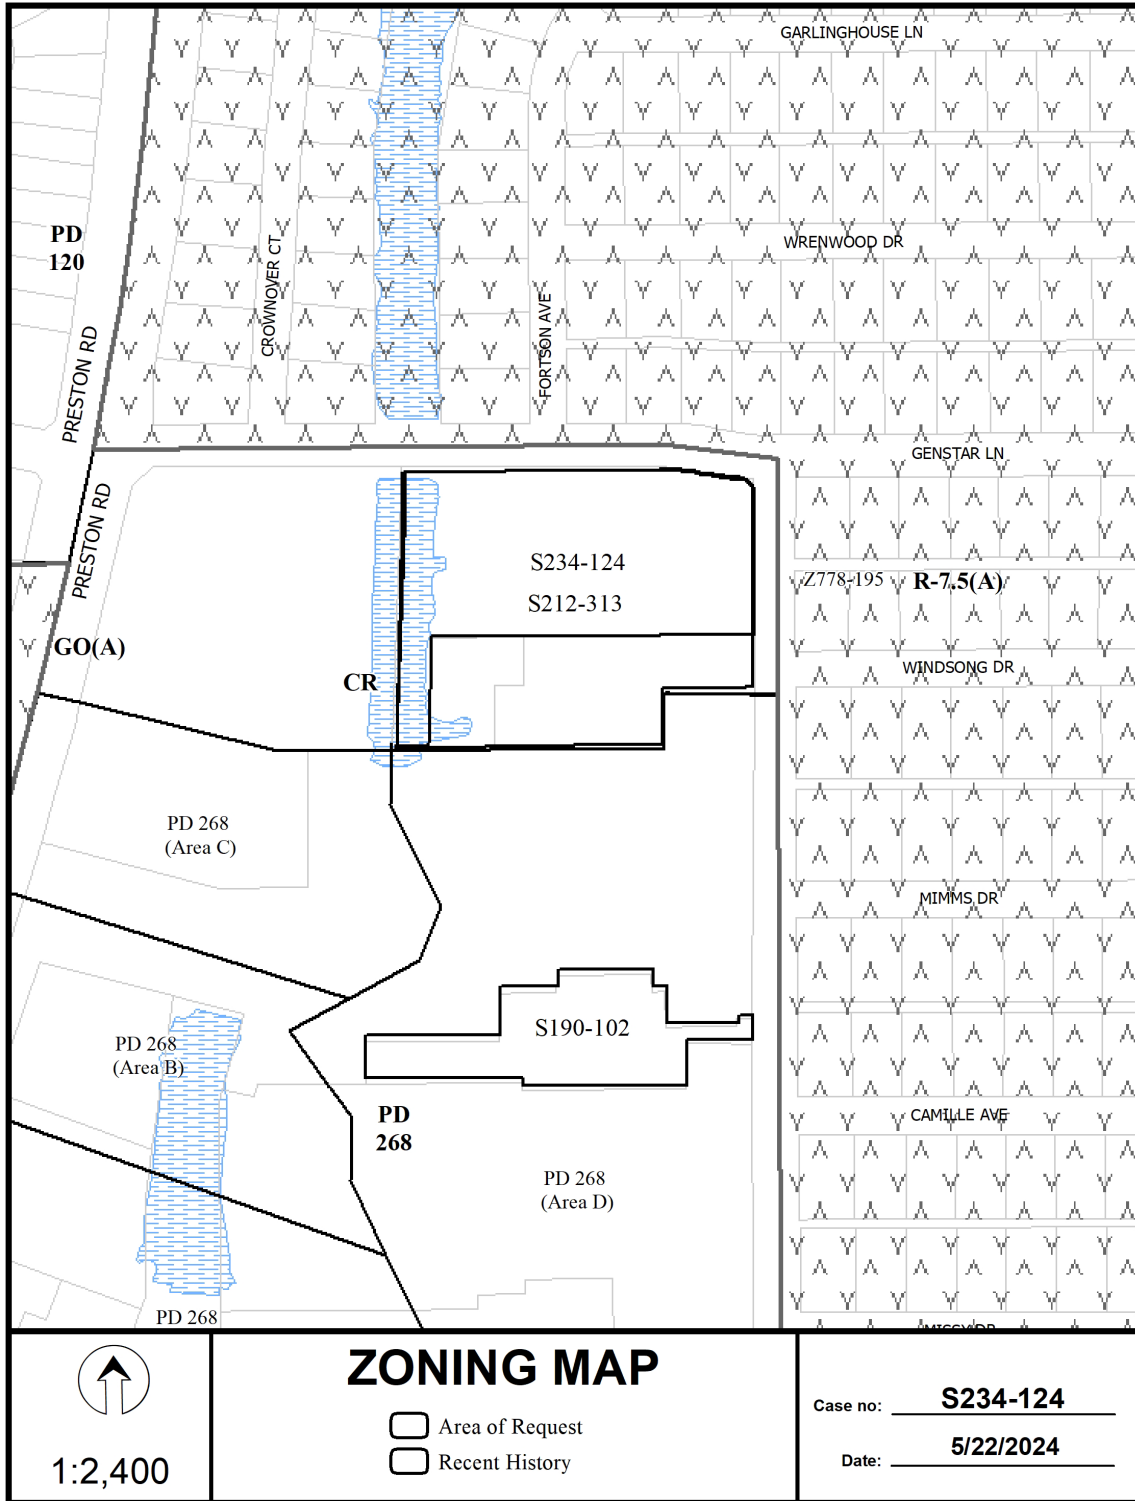 GARLINGHOUSE LN
WRENWOOD DR
PD
120
CROWNOVER CT
FORTSON AVE
PRESTON RD
GENSTAR LN
PRESTON RD
S234-124
S212-313
Z778-195
R-7.5(A)
GO(A)
CR
WINDSONG DR
PD 268
(Area C)
MIMMS DR
S190-102
PD 268
(Area B)
PD
268
CAMILLE AVE
PD 268
(Area D)
PD 268
MISSY DR
ZONING MAP
Area of Request
Recent History
1:2,400
Case no: S234-124
Date: 5/22/2024